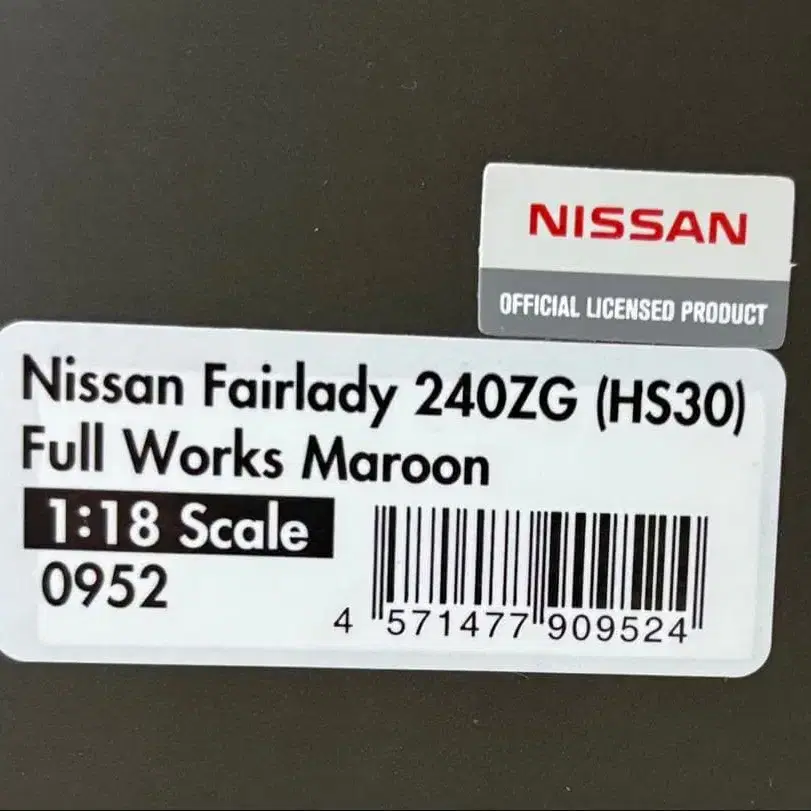 NISSAN
OFFICIAL LICENSED PRODUCT
Nissan Fairlady 240ZG (HS30)
Full Works Maroon
1:18 Scale
0952
4 571477 909524